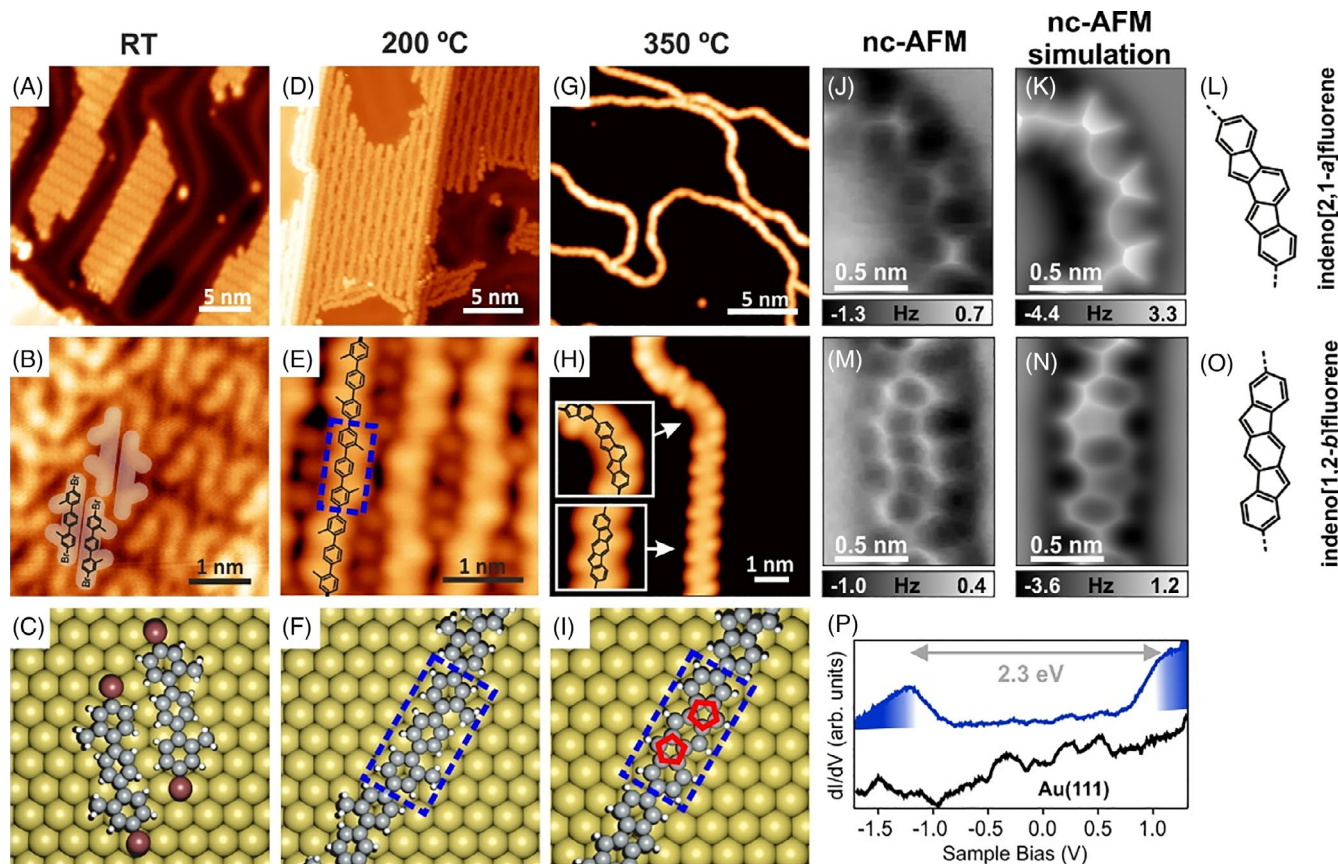 RT
200 ºC
350 ºC
nc-AFM
nc-AFM
simulation
(A)
5 nm
(D)
5 nm
(G)
5 nm
(J)
0.5 nm
-1.3 Hz 0.7
(K)
0.5 nm
-4.4 Hz 3.3
(L)
indeno[2,1-a]fluorene
(B)
Br
Br
Br
Br
1 nm
(E)
1 nm
(H)
1 nm
(M)
0.5 nm
-1.0 Hz 0.4
(N)
0.5 nm
-3.6 Hz 1.2
(O)
indeno[1,2-b]fluorene
(C)
(F)
(I)
(P)
2.3 eV
Au(111)
dI/dV (arb. units)
-1.5 -1.0 -0.5 0.0 0.5 1.0
Sample Bias (V)